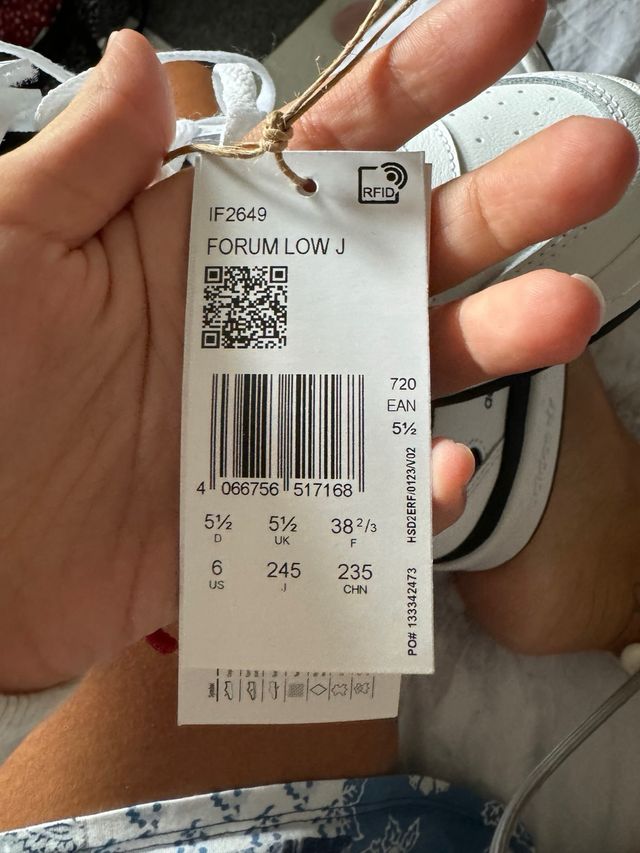 RFID
IF2649
FORUM LOW J
720
EAN
5½
4 066756 517168
5½ 5½ 38 2/3
D UK F
6 245 235
US J CHN
HSD2ERF/0123/V02
PO# 133342473